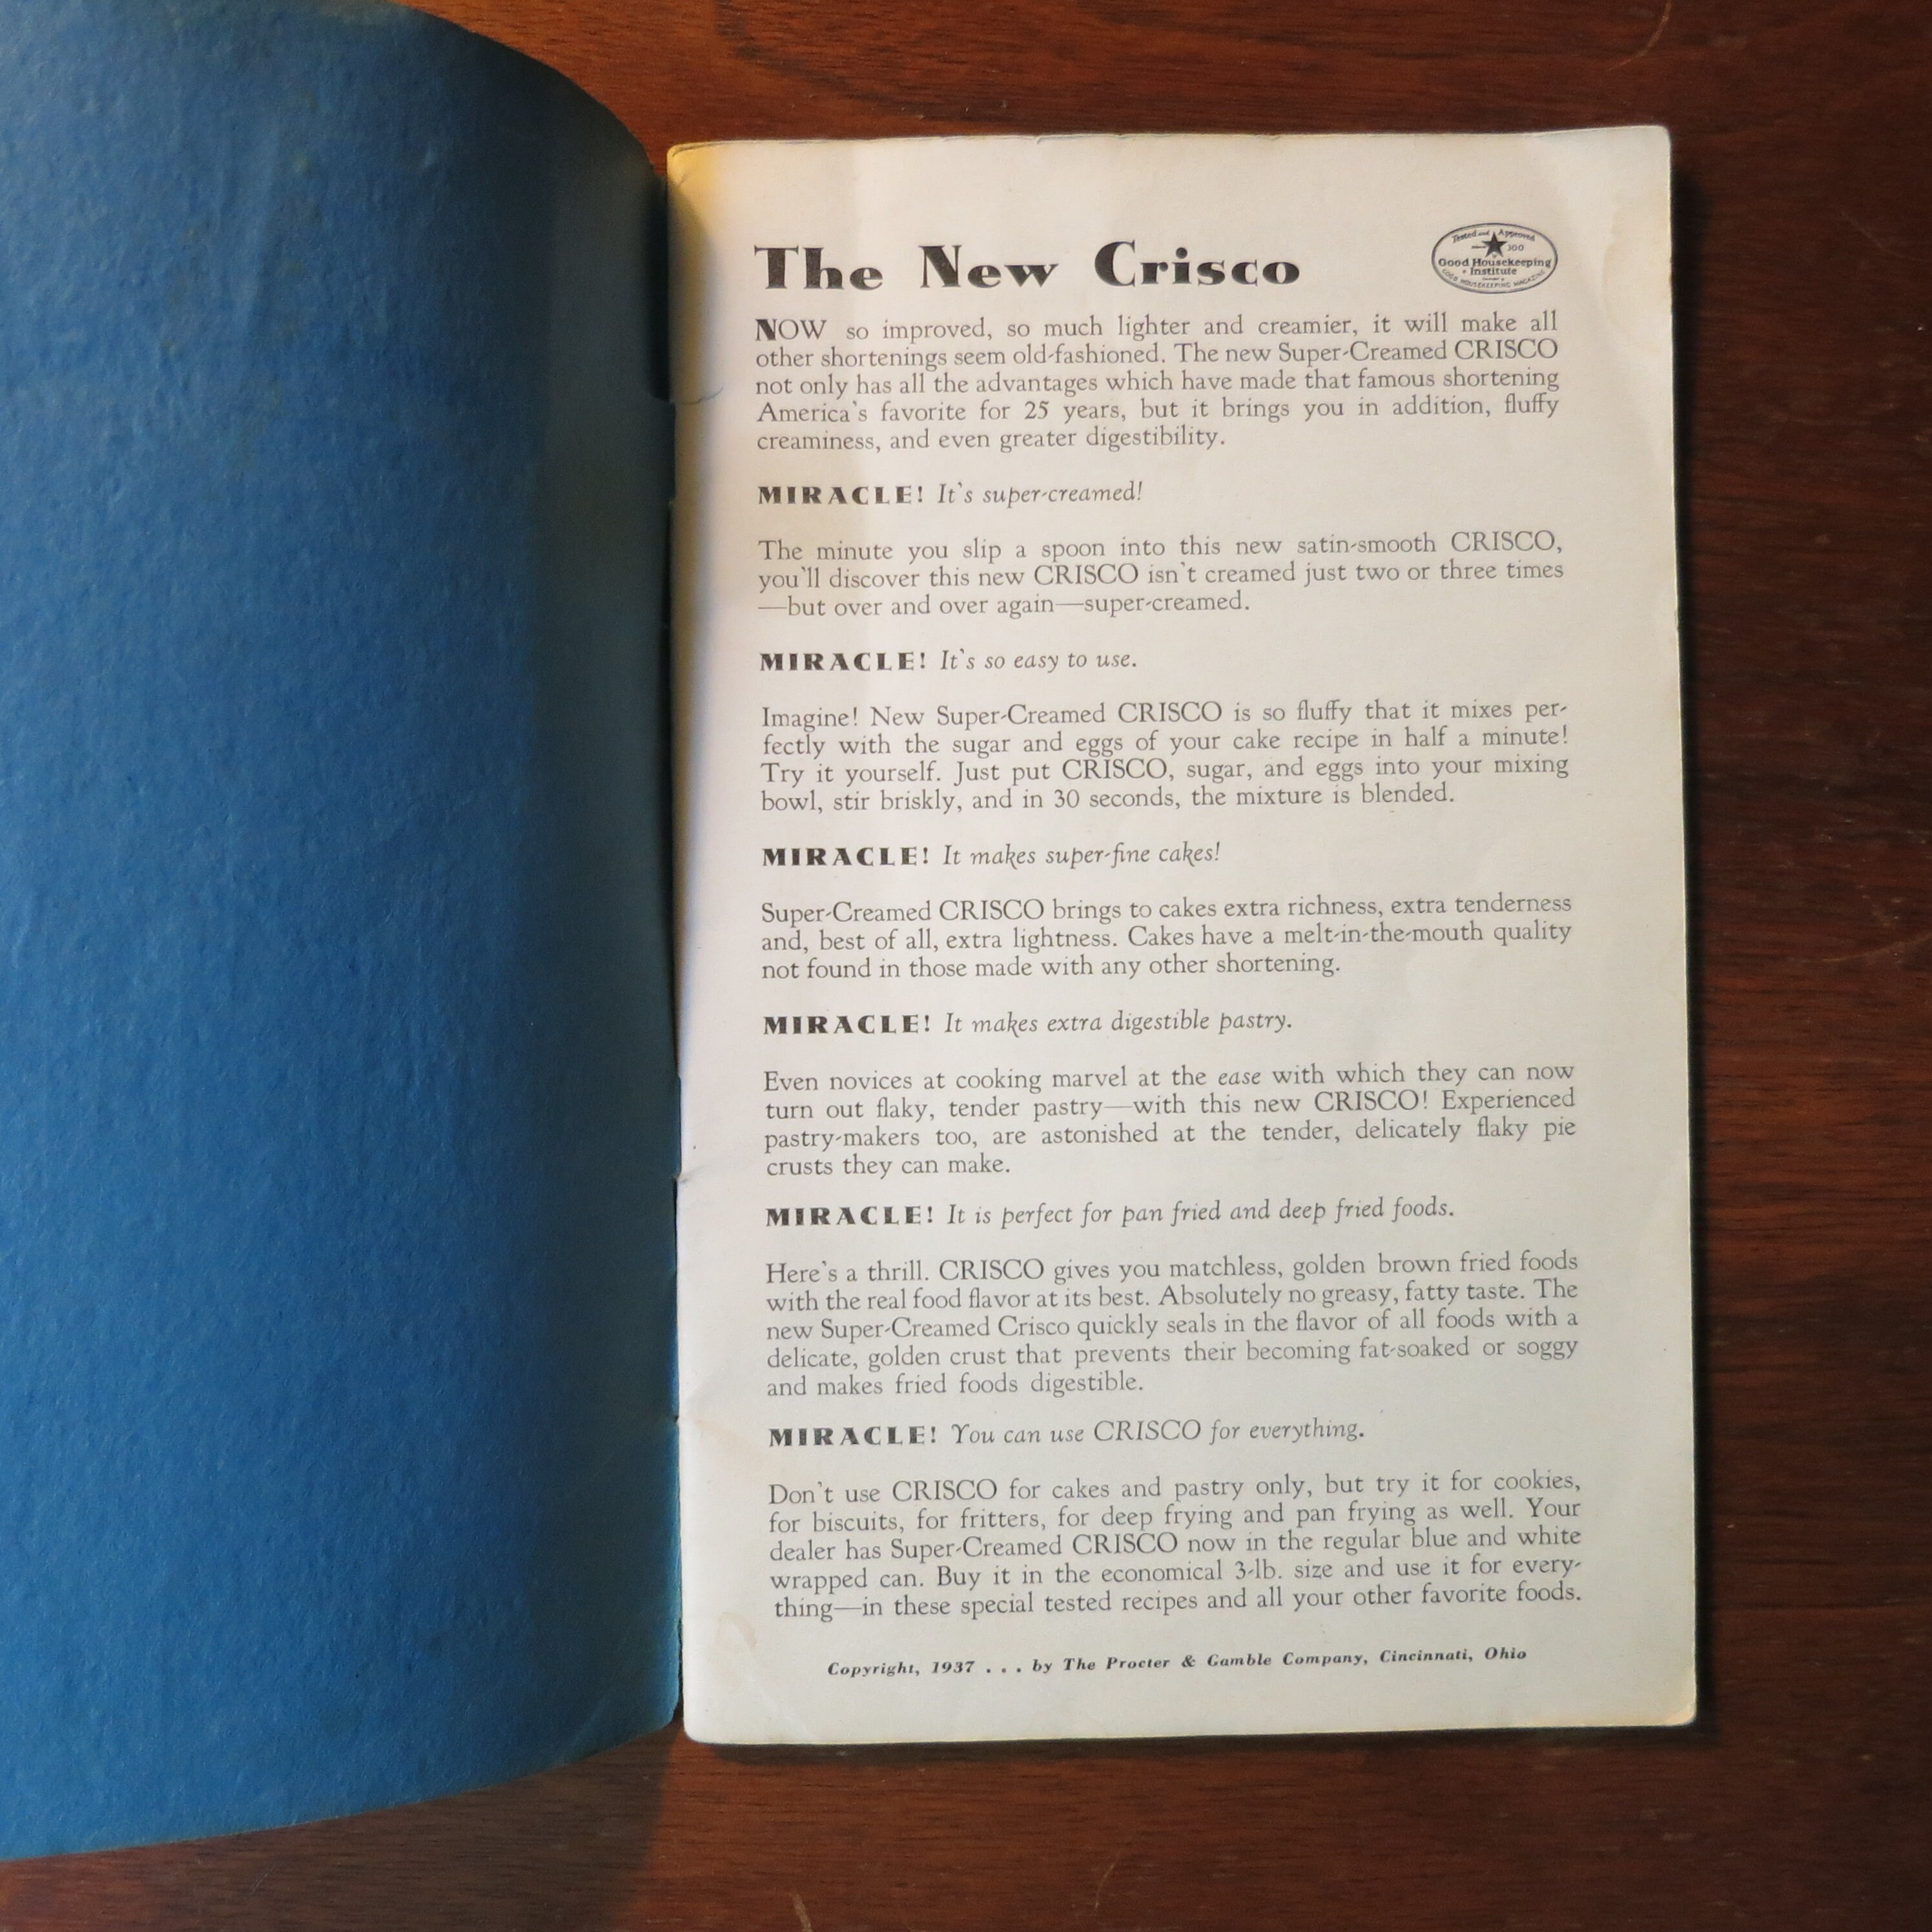 The New Crisco
Tested and Approved
300
Good Housekeeping
• Institute •
GOOD HOUSEKEEPING MAGAZINE
NOW so improved, so much lighter and creamier, it will make all
other shortenings seem old-fashioned. The new Super-Creamed CRISCO
not only has all the advantages which have made that famous shortening
America's favorite for 25 years, but it brings you in addition, fluffy
creaminess, and even greater digestibility.
MIRACLE! It's super-creamed!
The minute you slip a spoon into this new satin-smooth CRISCO,
you'll discover this new CRISCO isn't creamed just two or three times
—but over and over again—super-creamed.
MIRACLE! It's so easy to use.
Imagine! New Super-Creamed CRISCO is so fluffy that it mixes per-
fectly with the sugar and eggs of your cake recipe in half a minute!
Try it yourself. Just put CRISCO, sugar, and eggs into your mixing
bowl, stir briskly, and in 30 seconds, the mixture is blended.
MIRACLE! It makes super-fine cakes!
Super-Creamed CRISCO brings to cakes extra richness, extra tenderness
and, best of all, extra lightness. Cakes have a melt-in-the-mouth quality
not found in those made with any other shortening.
MIRACLE! It makes extra digestible pastry.
Even novices at cooking marvel at the ease with which they can now
turn out flaky, tender pastry—with this new CRISCO! Experienced
pastry-makers too, are astonished at the tender, delicately flaky pie
crusts they can make.
MIRACLE! It is perfect for pan fried and deep fried foods.
Here's a thrill. CRISCO gives you matchless, golden brown fried foods
with the real food flavor at its best. Absolutely no greasy, fatty taste. The
new Super-Creamed Crisco quickly seals in the flavor of all foods with a
delicate, golden crust that prevents their becoming fat-soaked or soggy
and makes fried foods digestible.
MIRACLE! You can use CRISCO for everything.
Don't use CRISCO for cakes and pastry only, but try it for cookies,
for biscuits, for fritters, for deep frying and pan frying as well. Your
dealer has Super-Creamed CRISCO now in the regular blue and white
wrapped can. Buy it in the economical 3-lb. size and use it for every-
thing—in these special tested recipes and all your other favorite foods.
Copyright, 1937 . . . by The Procter & Gamble Company, Cincinnati, Ohio